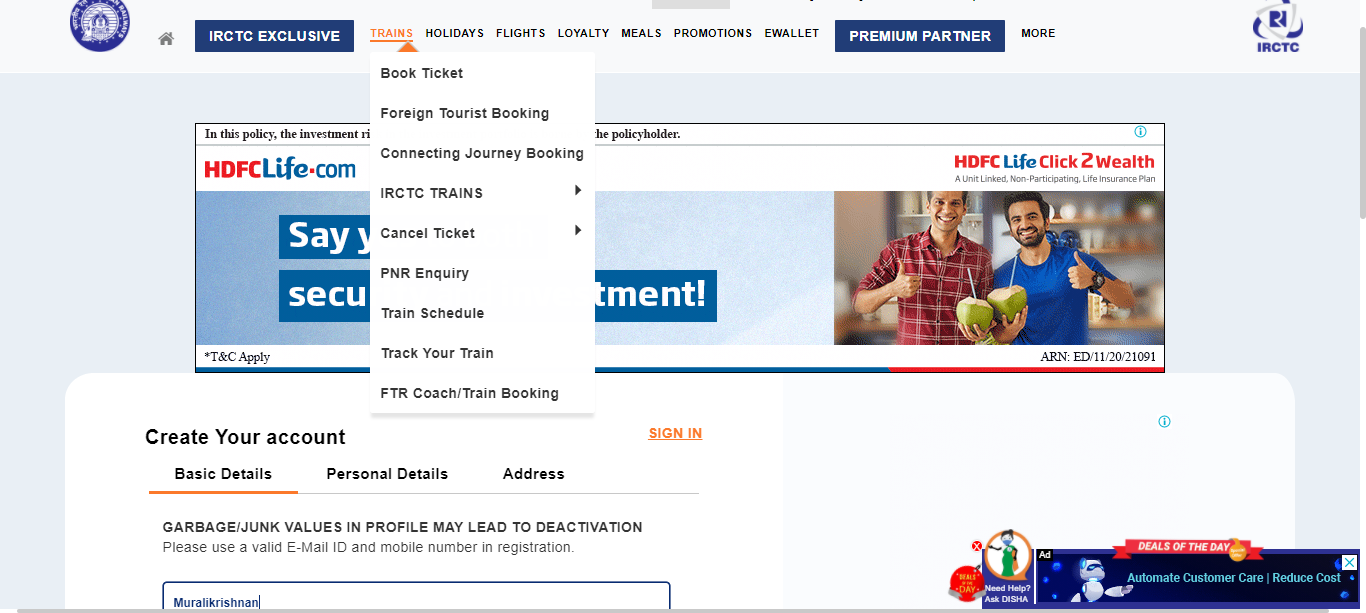 IRCTC EXCLUSIVE
TRAINS
HOLIDAYS
FLIGHTS
LOYALTY
MEALS
PROMOTIONS
EWALLET
PREMIUM PARTNER
MORE
IRCTC
Book Ticket
Foreign Tourist Booking
Connecting Journey Booking
IRCTC TRAINS
Cancel Ticket
PNR Enquiry
Train Schedule
Track Your Train
FTR Coach/Train Booking
In this policy, the investment ri
the policyholder.
HDFC Life.com
HDFC Life Click 2 Wealth
A Unit Linked, Non-Participating, Life Insurance Plan
Say y
secu
tment!
*T&C Apply
ARN: ED/11/20/21091
Create Your account
SIGN IN
Basic Details
Personal Details
Address
GARBAGE/JUNK VALUES IN PROFILE MAY LEAD TO DEACTIVATION
Please use a valid E-Mail ID and mobile number in registration.
Muralikrishnan
DEALS OF THE DAY
Need Help?
Ask DISHA
Ad
DEALS OF THE DAY
Automate Customer Care | Reduce Cost